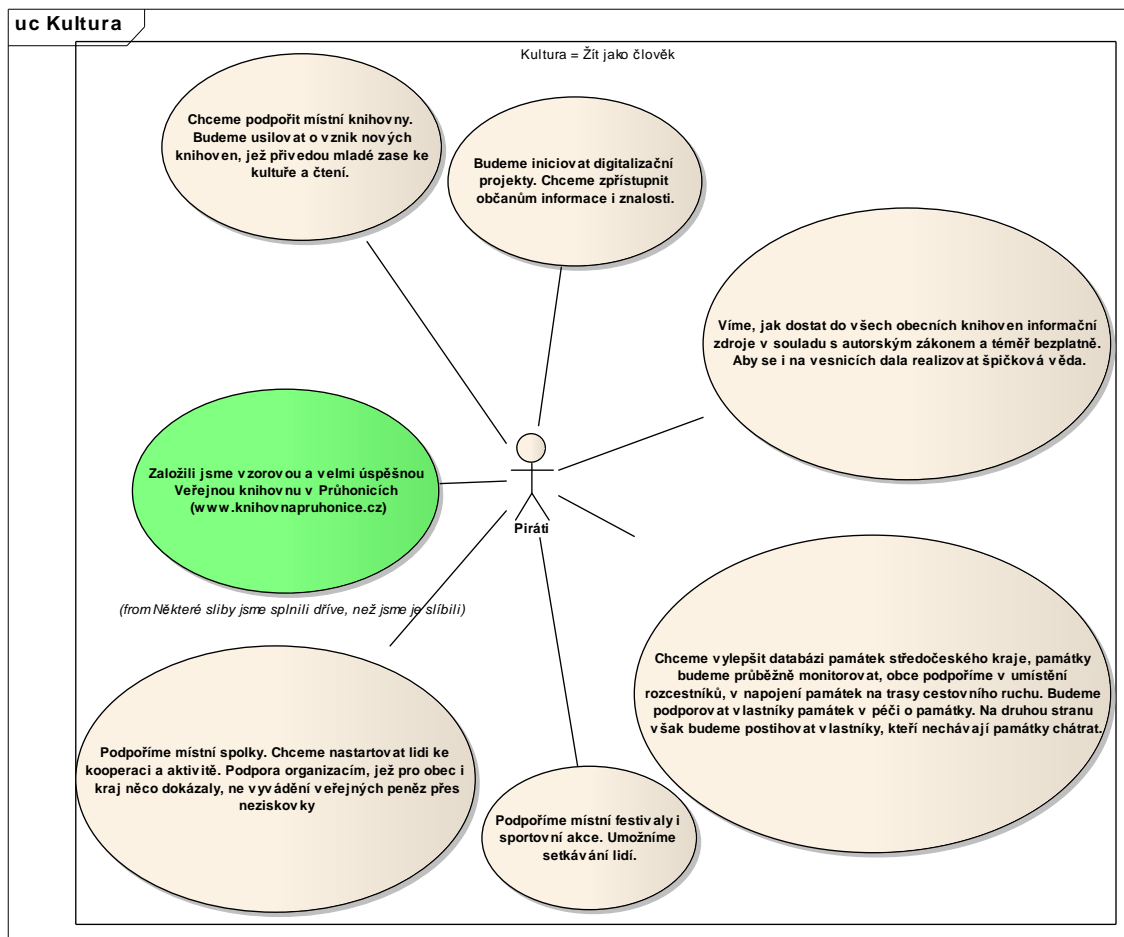 uc Kultura
Kultura = Žít jako člověk
Chceme podpořit místní knihovny.
Budeme usilovat o vznik nových
knihoven, jež přivedou mladé zase ke
kultuře a čtení.
Budeme iniciovat digitalizační
projekty. Chceme zpřístupnit
občanům informace i znalosti.
Víme, jak dostat do všech obecních knihoven informační
zdroje v souladu s autorským zákonem a téměř bezplatně.
Aby se i na vesnicích dala realizovat špičková věda.
Založili jsme vzorovou a velmi úspěšnou
Veřejnou knihovnu v Průhonicích
(www.knihovnapruhonice.cz)
Piráti
(from Některé sliby jsme splnili dříve, než jsme je slíbili)
Chceme vylepšit databázi památek středočeského kraje, památky
budeme průběžně monitorovat, obce podpoříme v umístění
rozcestníků, v napojení památek na trasy cestovního ruchu. Budeme
podporovat vlastníky památek v péči o památky. Na druhou stranu
však budeme postihovat vlastníky, kteří nechávají památky chátrat.
Podpoříme místní spolky. Chceme nastartovat lidi ke
kooperaci a aktivitě. Podpora organizacím, jež pro obec i
kraj něco dokázaly, ne vyvádění veřejných peněz přes
neziskovky
Podpoříme místní festivaly i
sportovní akce. Umožníme
setkávání lidí.